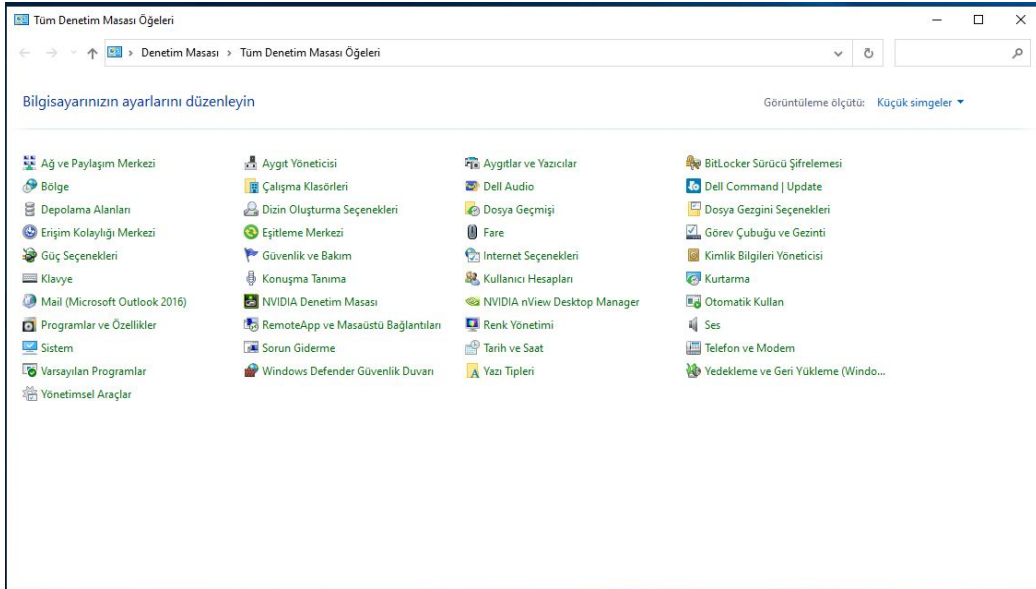 Tüm Denetim Masası Öğeleri
Denetim Masası > Tüm Denetim Masası Öğeleri
Bilgisayarınızın ayarlarını düzenleyin
Görüntüleme ölçütü: Küçük simgeler
Ağ ve Paylaşım Merkezi Aygıt Yöneticisi Aygıtlar ve Yazıcılar BitLocker Sürücü Şifrelemesi
Bölge Çalışma Klasörleri Dell Audio Dell Command | Update
Depolama Alanları Dizin Oluşturma Seçenekleri Dosya Geçmişi Dosya Gezgini Seçenekleri
Erişim Kolaylığı Merkezi Eşitleme Merkezi Fare Görev Çubuğu ve Gezinti
Güç Seçenekleri Güvenlik ve Bakım Internet Seçenekleri Kimlik Bilgileri Yöneticisi
Klavye Konuşma Tanıma Kullanıcı Hesapları Kurtarma
Mail (Microsoft Outlook 2016) NVIDIA Denetim Masası NVIDIA nView Desktop Manager Otomatik Kullan
Programlar ve Özellikler RemoteApp ve Masaüstü Bağlantıları Renk Yönetimi Ses
Sistem Sorun Giderme Tarih ve Saat Telefon ve Modem
Varsayılan Programlar Windows Defender Güvenlik Duvarı Yazı Tipleri Yedekleme ve Geri Yükleme (Windo...
Yönetimsel Araçlar